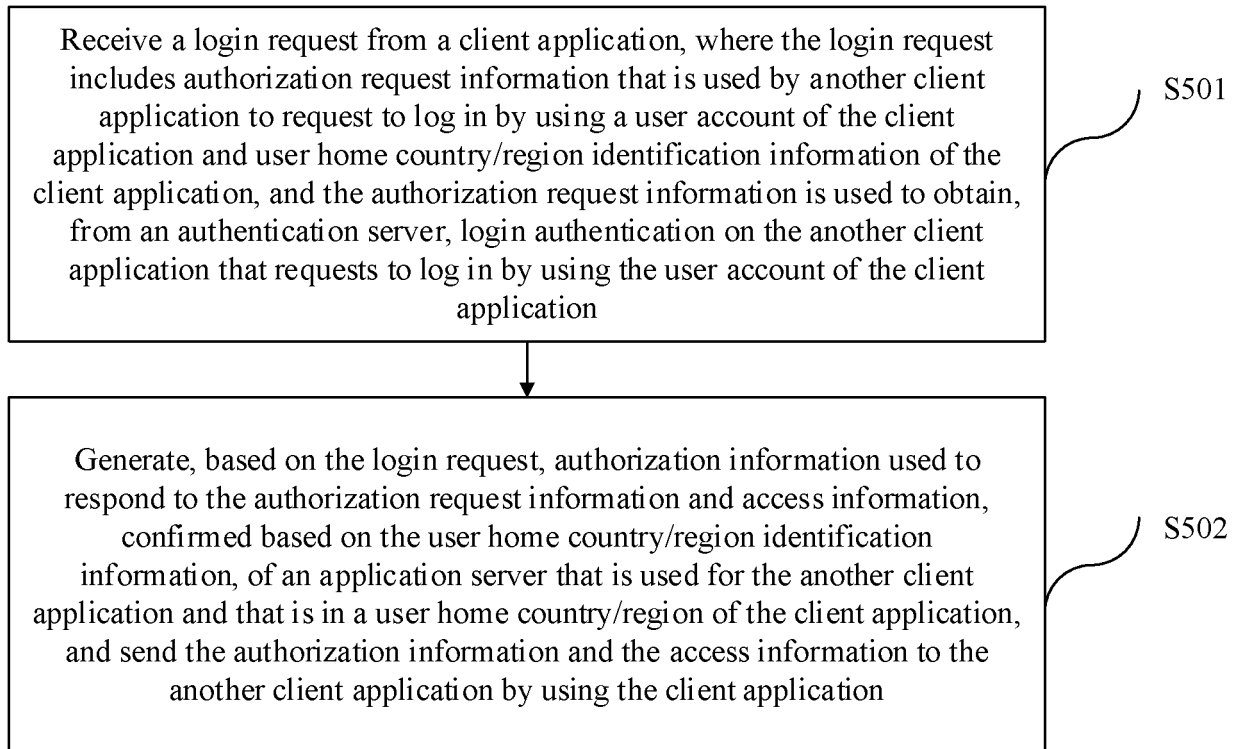 Receive a login request from a client application, where the login request
includes authorization request information that is used by another client
application to request to log in by using a user account of the client
application and user home country/region identification information of the
client application, and the authorization request information is used to obtain,
from an authentication server, login authentication on the another client
application that requests to log in by using the user account of the client
application
S501
Generate, based on the login request, authorization information used to
respond to the authorization request information and access information,
confirmed based on the user home country/region identification
information, of an application server that is used for the another client
application and that is in a user home country/region of the client application,
and send the authorization information and the access information to the
another client application by using the client application
S502